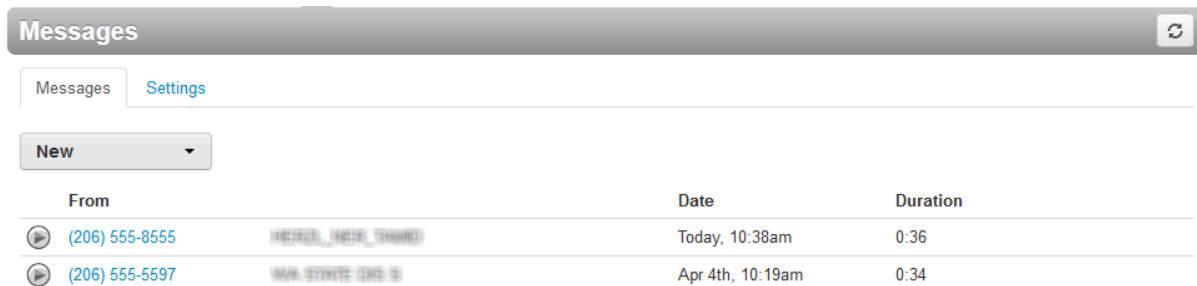 Messages
Messages Settings
New
From Date Duration
(206) 555-8555 Today, 10:38am 0:36
(206) 555-5597 Apr 4th, 10:19am 0:34